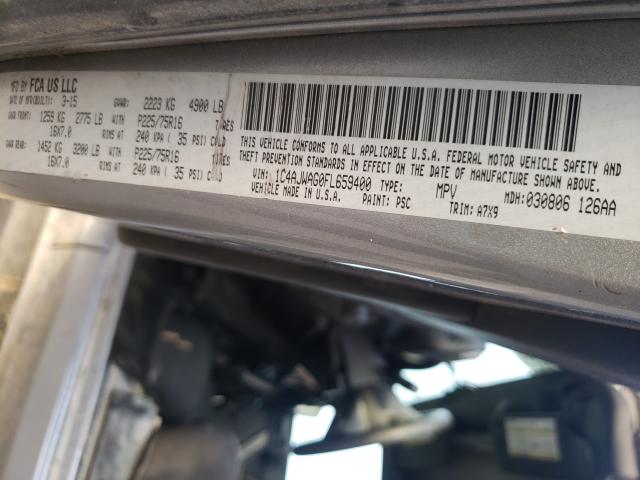 MFD BY FCA US LLC
DATE OF MFR(BUILT): 3-15 GVWR: 2223 KG 4900 LB
GAWR FRONT: 1259 KG 2775 LB WITH P225/75R16 TIRES
16X7.0 RIMS AT 240 KPA ( 35 PSI) COLD
GAWR REAR: 1452 KG 3200 LB WITH P225/75R16 TIRES
16X7.0 RIMS AT 240 KPA ( 35 PSI) COLD
THIS VEHICLE CONFORMS TO ALL APPLICABLE U.S.A. FEDERAL MOTOR VEHICLE SAFETY AND
THEFT PREVENTION STANDARDS IN EFFECT ON THE DATE OF MANUFACTURE SHOWN ABOVE.
VIN: 1C4AJWAG0FL659400 TYPE: MPV MDH: 030806 126AA
MADE IN U.S.A. PAINT: PSC TRIM: A7X9